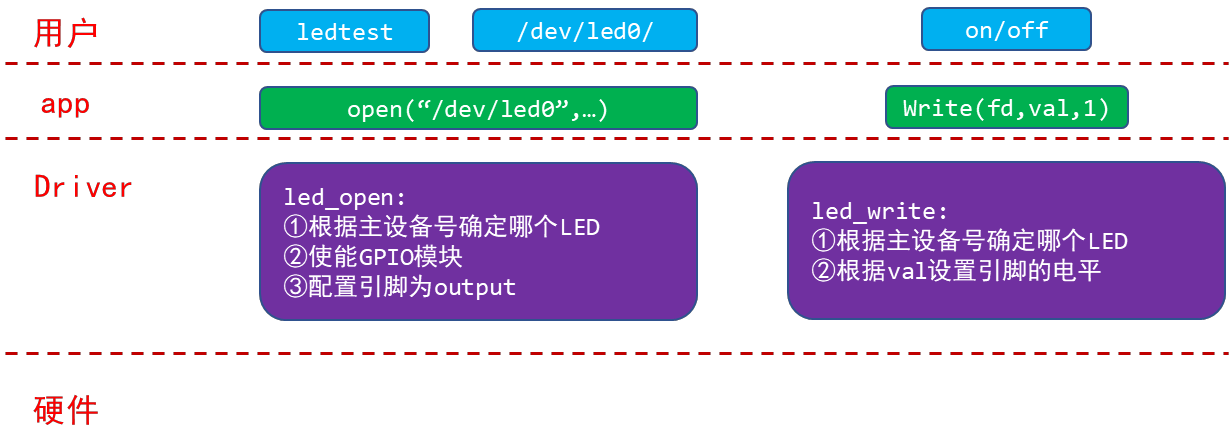 用户
ledtest
/dev/led0/
on/off
app
open(“/dev/led0”,…)
Write(fd,val,1)
Driver
led_open:
①根据主设备号确定哪个LED
②使能GPIO模块
③配置引脚为output
led_write:
①根据主设备号确定哪个LED
②根据val设置引脚的电平
硬件